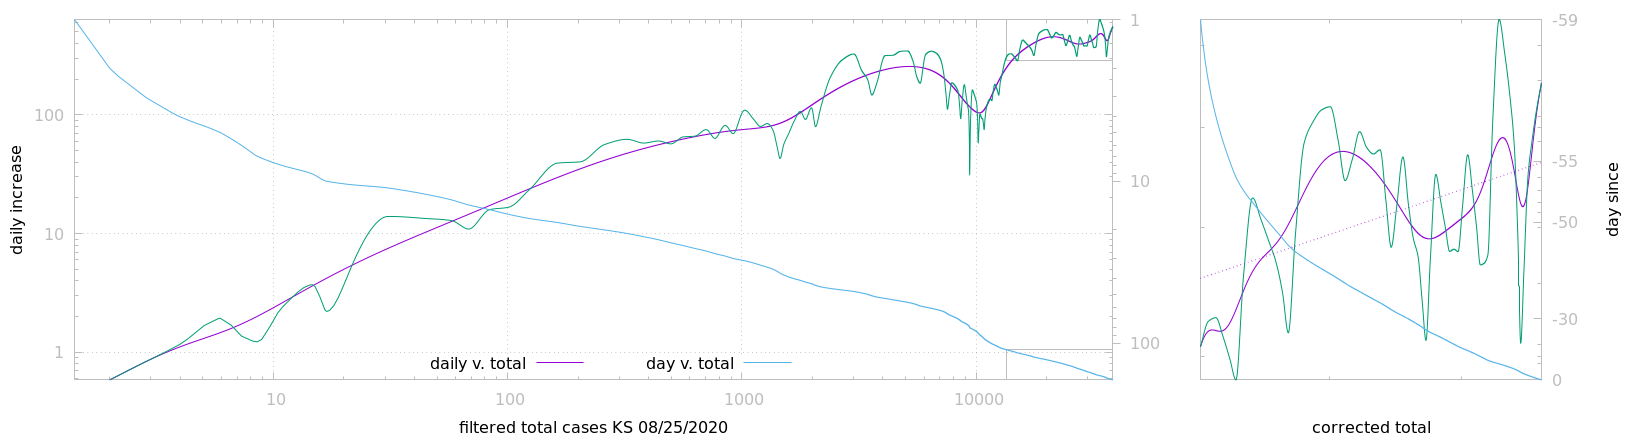 daily increase
100
10
1
10
100
1000
10000
1
10
100
daily v. total
day v. total
filtered total cases KS 08/25/2020
-59
-55
-50
-30
0
day since
corrected total